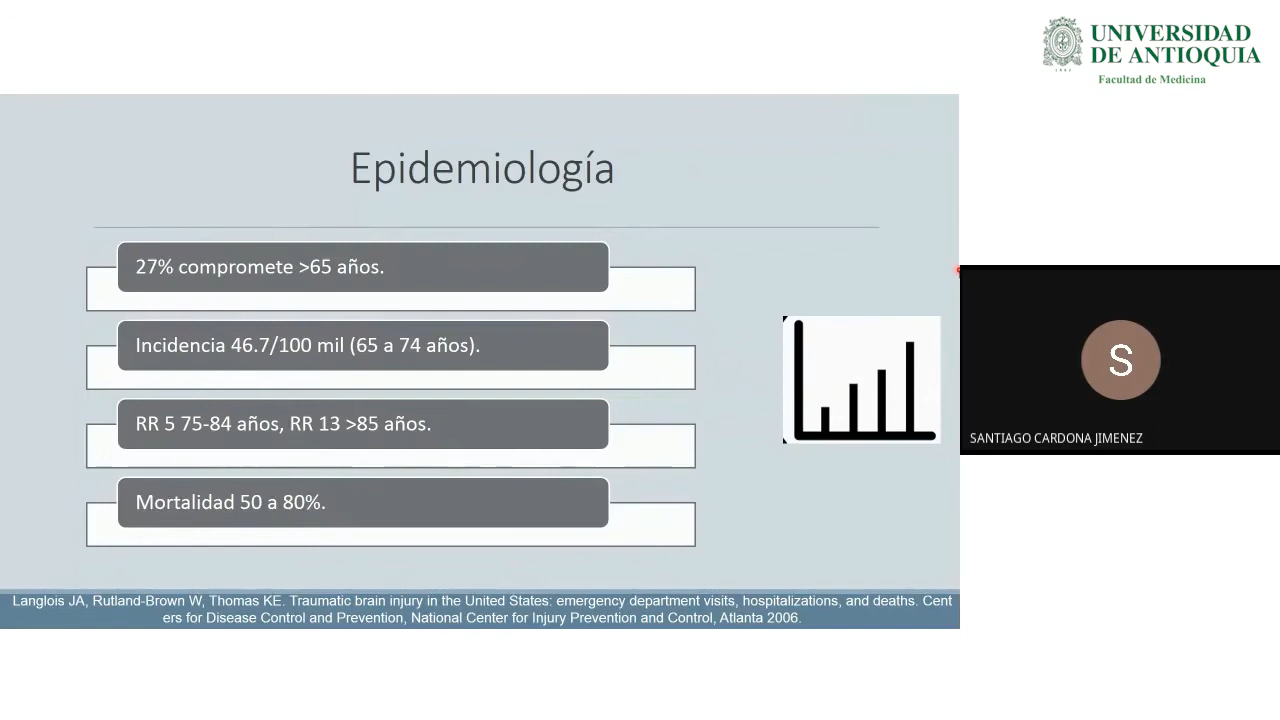 UNIVERSIDAD
DE ANTIOQUIA
1803
Facultad de Medicina
Epidemiología
27% compromete >65 años.
Incidencia 46.7/100 mil (65 a 74 años).
RR 5 75-84 años, RR 13 >85 años.
Mortalidad 50 a 80%.
S
SANTIAGO CARDONA JIMENEZ
Langlois JA, Rutland-Brown W, Thomas KE. Traumatic brain injury in the United States: emergency department visits, hospitalizations, and deaths. Cent
ers for Disease Control and Prevention, National Center for Injury Prevention and Control, Atlanta 2006.